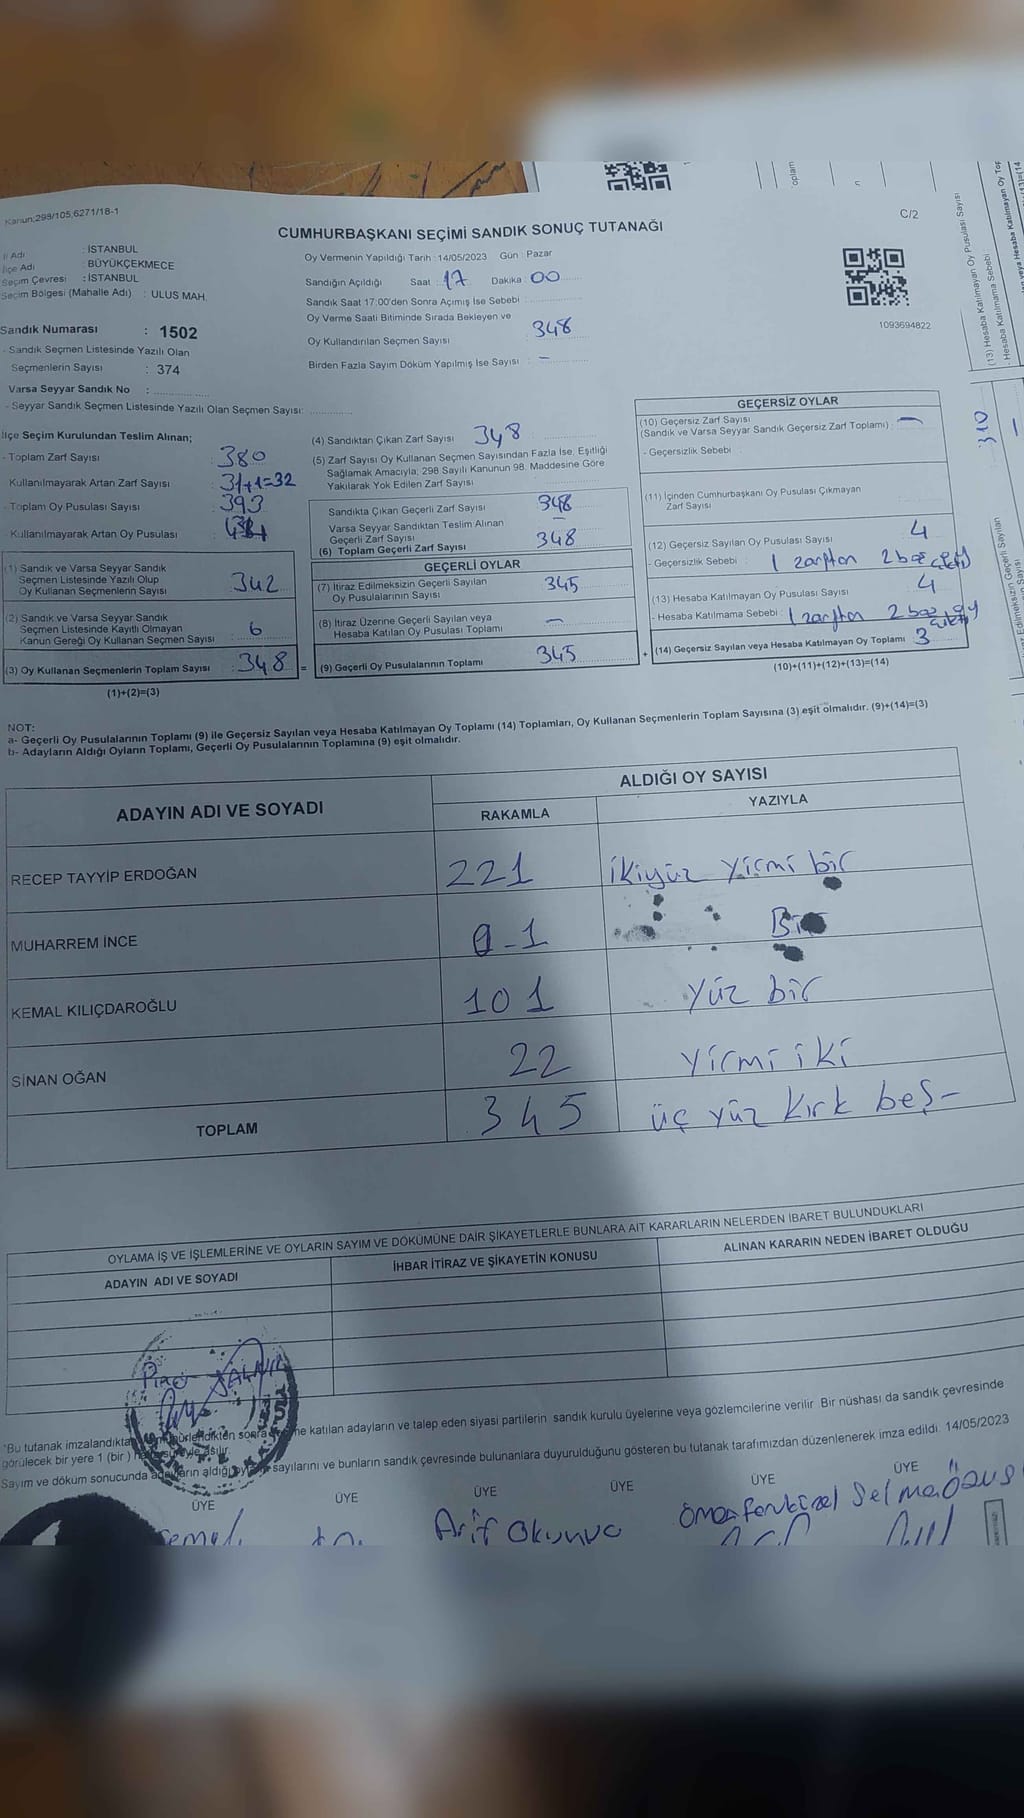 Kanun;298/105,6271/18-1
C/2
CUMHURBAŞKANI SEÇİMİ SANDIK SONUÇ TUTANAĞI
İl Adı : İSTANBUL
İlçe Adı : BÜYÜKÇEKMECE
Seçim Çevresi : İSTANBUL
Seçim Bölgesi (Mahalle Adı) : ULUS MAH.
Oy Vermenin Yapıldığı Tarih : 14/05/2023 Gün : Pazar
Sandığın Açıldığı Saat : 17 Dakika : 00
Sandık Saat 17:00'den Sonra Açımış İse Sebebi :
Oy Verme Saati Bitiminde Sırada Bekleyen ve
Oy Kullandırılan Seçmen Sayısı : 348
Birden Fazla Sayım Döküm Yapılmış İse Sayısı : -
1093694822
Sandık Numarası : 1502
- Sandık Seçmen Listesinde Yazılı Olan
Seçmenlerin Sayısı : 374
Varsa Seyyar Sandık No :
- Seyyar Sandık Seçmen Listesinde Yazılı Olan Seçmen Sayısı:
İlçe Seçim Kurulundan Teslim Alınan;
- Toplam Zarf Sayısı : 380
Kullanılmayarak Artan Zarf Sayısı : 31+1=32
- Toplam Oy Pusulası Sayısı : 393
- Kullanılmayarak Artan Oy Pusulası
(1) Sandık ve Varsa Seyyar Sandık
Seçmen Listesinde Yazılı Olup
Oy Kullanan Seçmenlerin Sayısı : 342
(2) Sandık ve Varsa Seyyar Sandık
Seçmen Listesinde Kayıtlı Olmayan
Kanun Gereği Oy Kullanan Seçmen Sayısı : 6
(3) Oy Kullanan Seçmenlerin Toplam Sayısı : 348
(1)+(2)=(3)
(4) Sandıktan Çıkan Zarf Sayısı : 348
(5) Zarf Sayısı Oy Kullanan Seçmen Sayısından Fazla İse, Eşitliği
Sağlamak Amacıyla; 298 Sayılı Kanunun 98. Maddesine Göre
Yakılarak Yok Edilen Zarf Sayısı
Sandıkta Çıkan Geçerli Zarf Sayısı : 348
Varsa Seyyar Sandıktan Teslim Alınan
Geçerli Zarf Sayısı : -
(6) Toplam Geçerli Zarf Sayısı 348
GEÇERLİ OYLAR
(7) İtiraz Edilmeksizin Geçerli Sayılan
Oy Pusulalarının Sayısı 345
(8) İtiraz Üzerine Geçerli Sayılan veya
Hesaba Katılan Oy Pusulası Toplamı -
= (9) Geçerli Oy Pusulalarının Toplamı 345
GEÇERSİZ OYLAR
(10) Geçersiz Zarf Sayısı
(Sandık ve Varsa Seyyar Sandık Geçersiz Zarf Toplamı) : -
- Geçersizlik Sebebi :
(11) İçinden Cumhurbaşkanı Oy Pusulası Çıkmayan
Zarf Sayısı
(12) Geçersiz Sayılan Oy Pusulası Sayısı : 4
- Geçersizlik Sebebi : 1 zarftan 2
(13) Hesaba Katılmayan Oy Pusulası Sayısı : 4
- Hesaba Katılmama Sebebi : 1 zarftan 2
+ (14) Geçersiz Sayılan veya Hesaba Katılmayan Oy Toplamı 3
(10)+(11)+(12)+(13)=(14)
NOT:
a- Geçerli Oy Pusulalarının Toplamı (9) ile Geçersiz Sayılan veya Hesaba Katılmayan Oy Toplamı (14) Toplamları, Oy Kullanan Seçmenlerin Toplam Sayısına (3) eşit olmalıdır. (9)+(14)=(3)
b- Adayların Aldığı Oyların Toplamı, Geçerli Oy Pusulalarının Toplamına (9) eşit olmalıdır.
ADAYIN ADI VE SOYADI ALDIĞI OY SAYISI
RAKAMLA YAZIYLA
RECEP TAYYİP ERDOĞAN 221 ikiyüz yirmi bir
MUHARREM İNCE 0-1 Bir
KEMAL KILIÇDAROĞLU 101 yüz bir
SİNAN OĞAN 22 yirmi iki
TOPLAM 345 üç yüz kırk beş-
OYLAMA İŞ VE İŞLEMLERİNE VE OYLARIN SAYIM VE DÖKÜMÜNE DAİR ŞİKAYETLERLE BUNLARA AİT KARARLARIN NELERDEN İBARET BULUNDUKLARI
ADAYIN ADI VE SOYADI İHBAR İTİRAZ VE ŞİKAYETİN KONUSU ALINAN KARARIN NEDEN İBARET OLDUĞU
"Bu tutanak imzalandıktan katılan adayların ve talep eden siyasi partilerin sandık kurulu üyelerine veya gözlemcilerine verilir. Bir nüshası da sandık çevresinde
görülecek bir yere 1 (bir) asılır.
Sayım ve döküm sonucunda adayların aldığı sayılarını ve bunların sandık çevresinde bulunanlara duyurulduğunu gösteren bu tutanak tarafımızdan düzenlenerek imza edildi. 14/05/2023
ÜYE ÜYE ÜYE ÜYE ÜYE ÜYE
Arif
(13) Hesaba Katılmayan Oy Pusulası Sayısı : 310
- Hesaba Katılmama Sebebi :